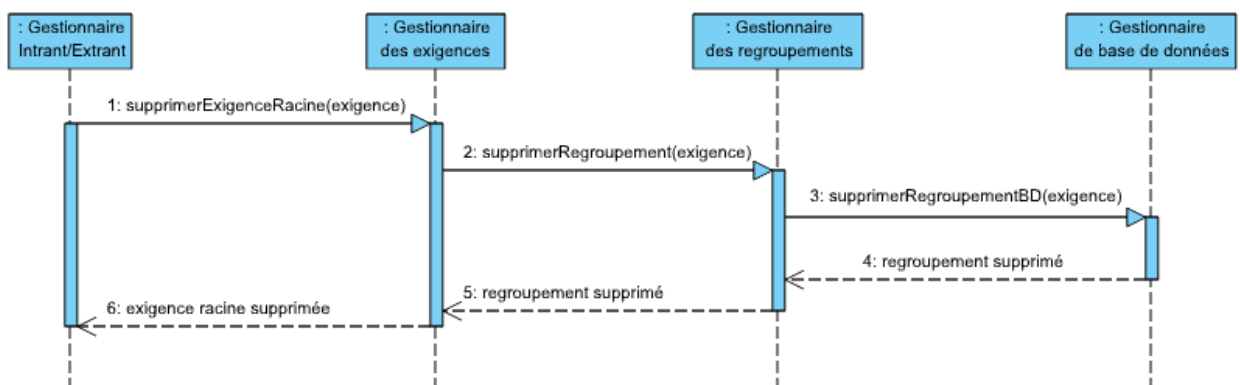 : Gestionnaire
Intrant/Extrant
: Gestionnaire
des exigences
: Gestionnaire
des regroupements
: Gestionnaire
de base de données
1: supprimerExigenceRacine(exigence)
2: supprimerRegroupement(exigence)
3: supprimerRegroupementBD(exigence)
4: regroupement supprimé
5: regroupement supprimé
6: exigence racine supprimée